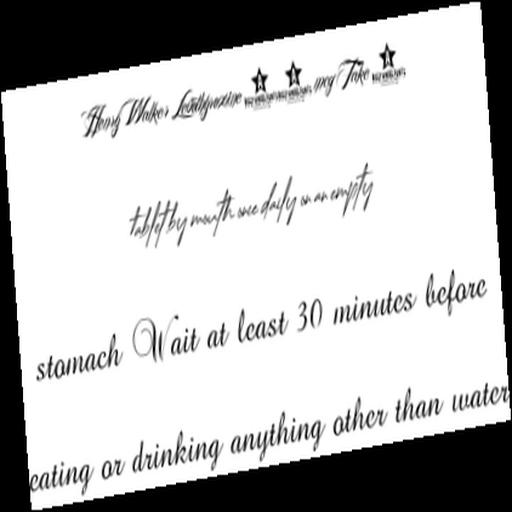 Henry Walker Levothyroxine mcg Take
tablet by mouth once daily on an empty
stomach Wait at least 30 minutes before
eating or drinking anything other than water